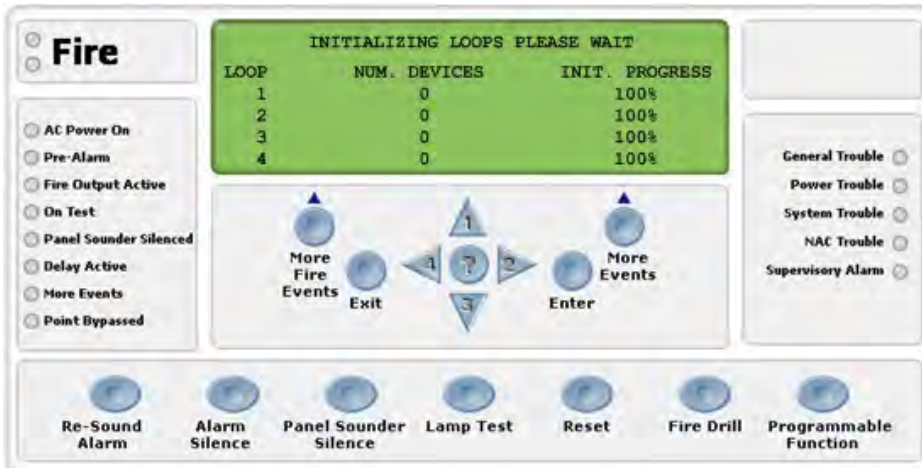 Fire
INITIALIZING LOOPS PLEASE WAIT
LOOP NUM. DEVICES INIT. PROGRESS
1 0 100%
2 0 100%
3 0 100%
4 0 100%
AC Power On
Pre-Alarm
Fire Output Active
On Test
Panel Sounder Silenced
Delay Active
More Events
Point Bypassed
More
Fire
Events
Exit
1
4 ? 2
3
Enter
More
Events
General Trouble
Power Trouble
System Trouble
NAC Trouble
Supervisory Alarm
Re-Sound
Alarm
Alarm
Silence
Panel Sounder
Silence
Lamp Test
Reset
Fire Drill
Programmable
Function